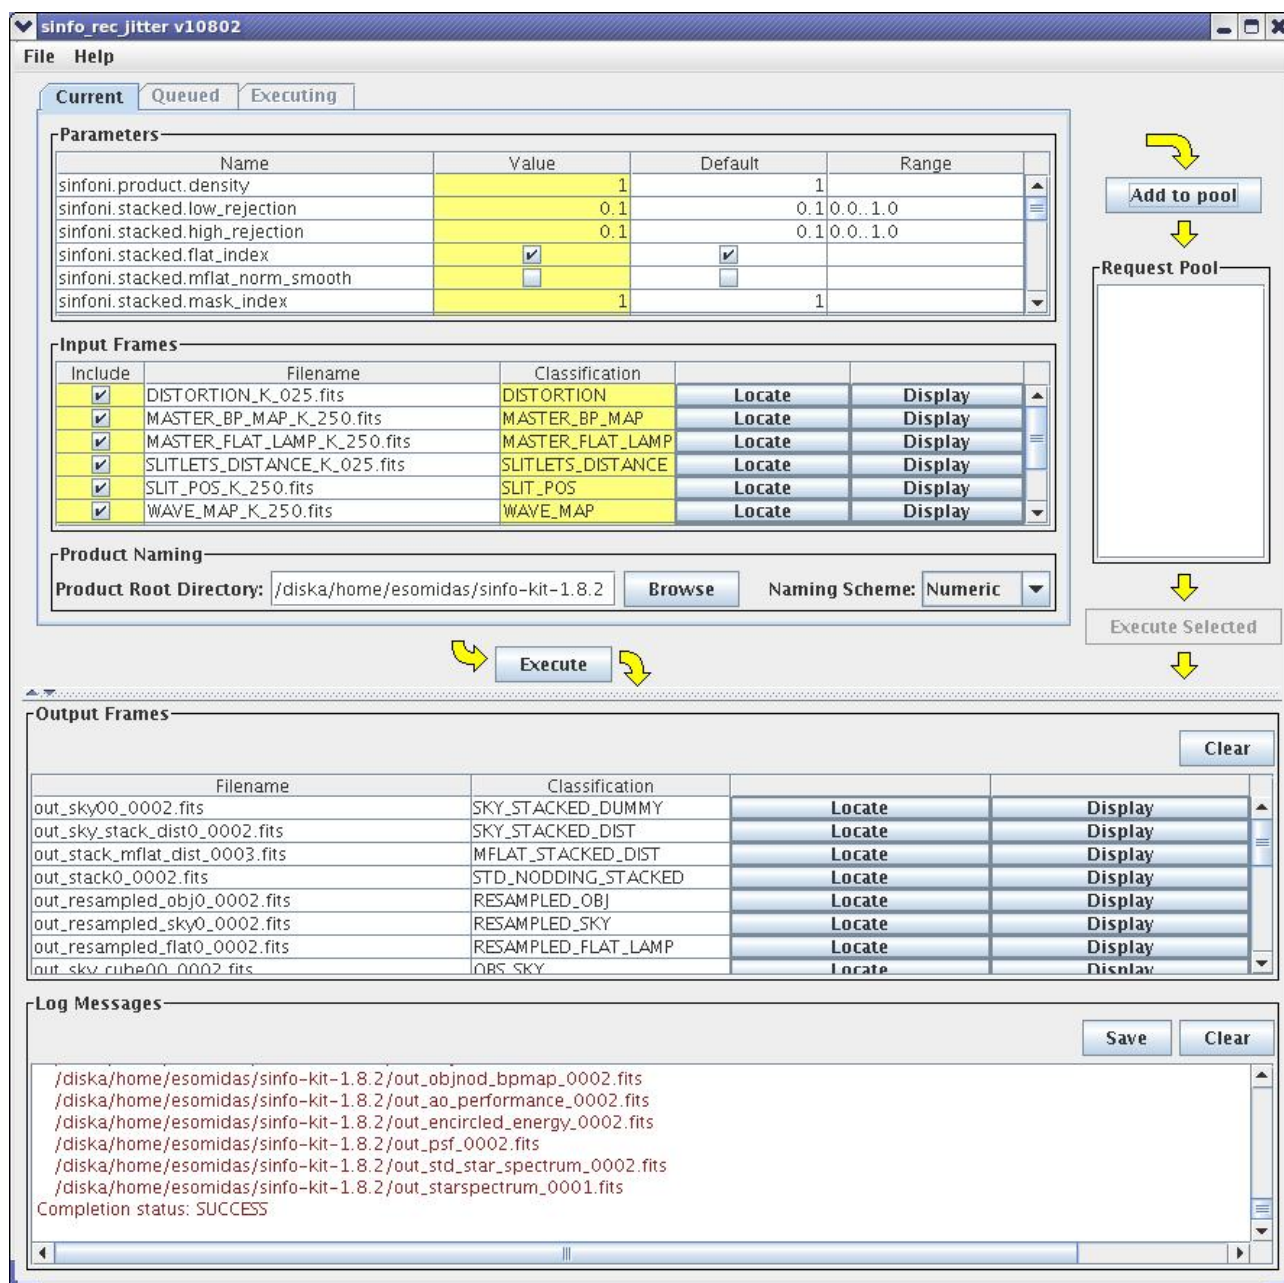 sinfo_rec_jitter v10802
File Help
Current Queued Executing
Parameters
Name Value Default Range
sinfoni.product.density 1 1
sinfoni.stacked.low_rejection 0.1 0.1 0.0..1.0
sinfoni.stacked.high_rejection 0.1 0.1 0.0..1.0
sinfoni.stacked.flat_index
sinfoni.stacked.mflat_norm_smooth
sinfoni.stacked.mask_index 1 1
Add to pool
Request Pool
Input Frames
Include Filename Classification
DISTORTION_K_025.fits DISTORTION Locate Display
MASTER_BP_MAP_K_250.fits MASTER_BP_MAP Locate Display
MASTER_FLAT_LAMP_K_250.fits MASTER_FLAT_LAMP Locate Display
SLITLETS_DISTANCE_K_025.fits SLITLETS_DISTANCE Locate Display
SLIT_POS_K_250.fits SLIT_POS Locate Display
WAVE_MAP_K_250.fits WAVE_MAP Locate Display
Product Naming
Product Root Directory: /diska/home/esomidas/sinfo-kit-1.8.2 Browse Naming Scheme: Numeric
Execute Selected
Execute
Output Frames
Clear
Filename Classification
out_sky00_0002.fits SKY_STACKED_DUMMY Locate Display
out_sky_stack_dist0_0002.fits SKY_STACKED_DIST Locate Display
out_stack_mflat_dist_0003.fits MFLAT_STACKED_DIST Locate Display
out_stack0_0002.fits STD_NODDING_STACKED Locate Display
out_resampled_obj0_0002.fits RESAMPLED_OBJ Locate Display
out_resampled_sky0_0002.fits RESAMPLED_SKY Locate Display
out_resampled_flat0_0002.fits RESAMPLED_FLAT_LAMP Locate Display
out_sky_cube00_0002.fits OBS_SKY Locate Display
Log Messages
Save Clear
/diska/home/esomidas/sinfo-kit-1.8.2/out_objnod_bpmap_0002.fits
/diska/home/esomidas/sinfo-kit-1.8.2/out_ao_performance_0002.fits
/diska/home/esomidas/sinfo-kit-1.8.2/out_encircled_energy_0002.fits
/diska/home/esomidas/sinfo-kit-1.8.2/out_psf_0002.fits
/diska/home/esomidas/sinfo-kit-1.8.2/out_std_star_spectrum_0002.fits
/diska/home/esomidas/sinfo-kit-1.8.2/out_starspectrum_0001.fits
Completion status: SUCCESS